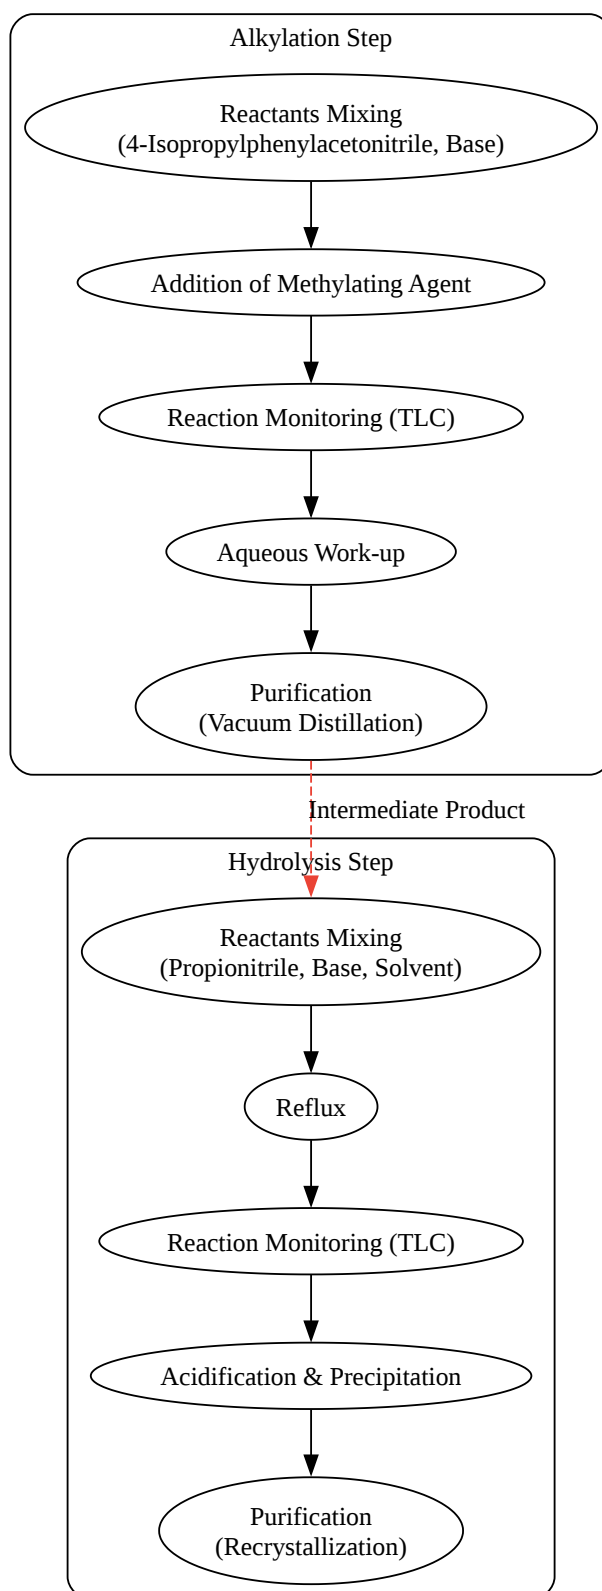 Alkylation Step
Reactants Mixing
(4-Isopropylphenylacetonitrile, Base)
Addition of Methylating Agent
Reaction Monitoring (TLC)
Aqueous Work-up
Purification
(Vacuum Distillation)
Intermediate Product
Hydrolysis Step
Reactants Mixing
(Propionitrile, Base, Solvent)
Reflux
Reaction Monitoring (TLC)
Acidification & Precipitation
Purification
(Recrystallization)